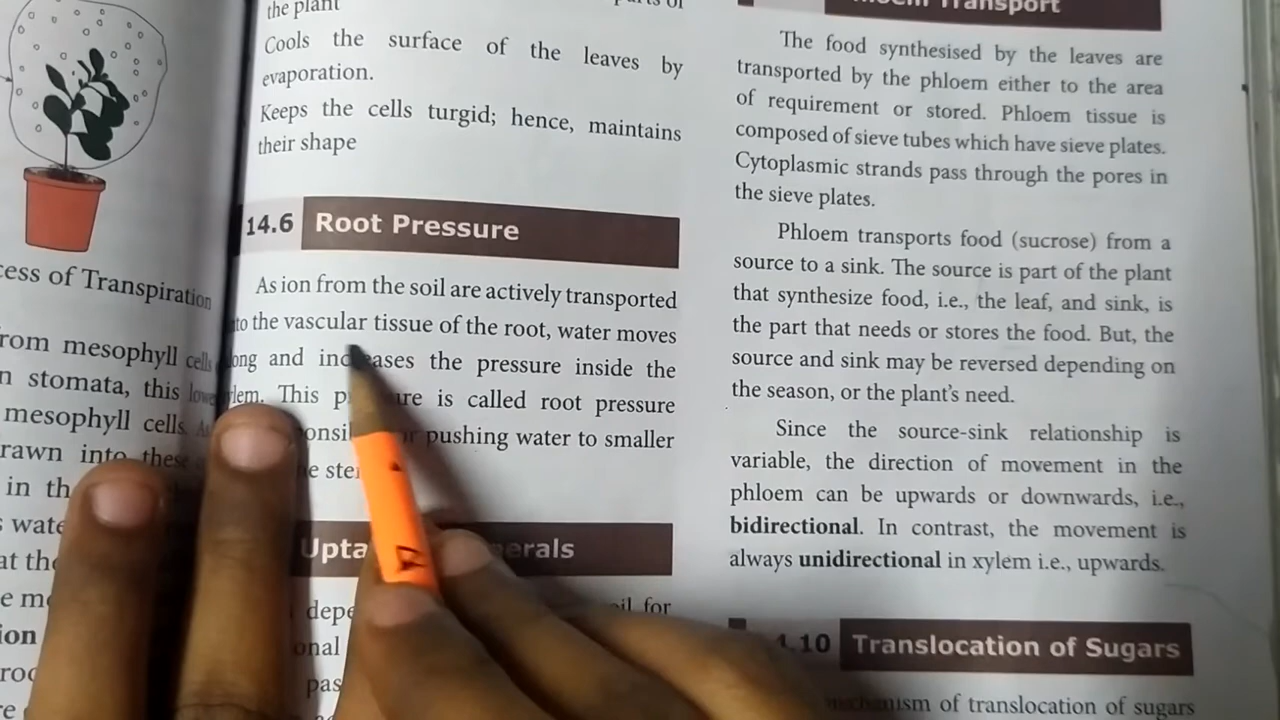 the plant
Cools the surface of the leaves by
evaporation.
Keeps the cells turgid; hence, maintains
their shape
14.6 Root Pressure
As ion from the soil are actively transported
to the vascular tissue of the root, water moves
and the pressure inside the
This is called root pressure
pushing water to smaller
depe
onal
pas
of Transpiration
rom mesophyll cells
stomata, this
mesophyll cells.
rawn into these
in
Transport
The food synthesised by the leaves are
transported by the phloem either to the area
of requirement or stored. Phloem tissue is
composed of sieve tubes which have sieve plates.
Cytoplasmic strands pass through the pores in
the sieve plates.
Phloem transports food (sucrose) from a
source to a sink. The source is part of the plant
that synthesize food, i.e., the leaf, and sink, is
the part that needs or stores the food. But, the
source and sink may be reversed depending on
the season, or the plant's need.
Since the source-sink relationship is
variable, the direction of movement in the
phloem can be upwards or downwards, i.e.,
bidirectional. In contrast, the movement is
always unidirectional in xylem i.e., upwards.
.10 Translocation of Sugars
of translocation of sugars